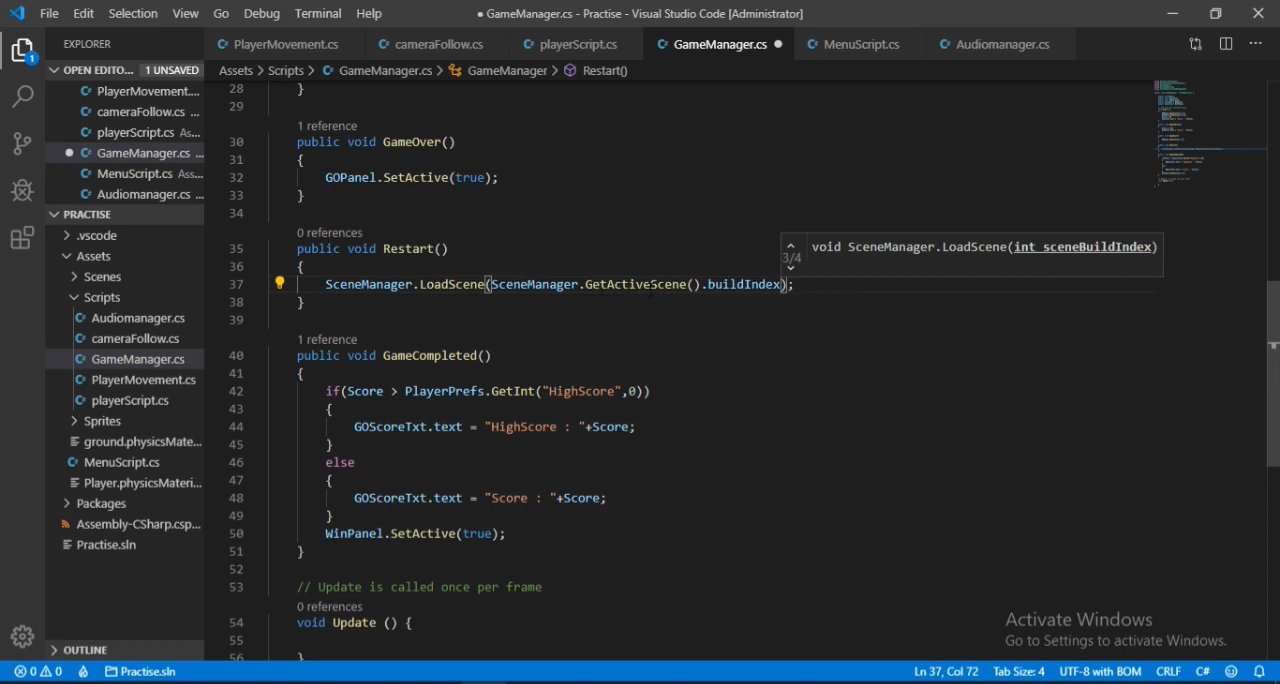 File Edit Selection View Go Debug Terminal Help
● GameManager.cs - Practise - Visual Studio Code [Administrator]
EXPLORER
PlayerMovement.cs cameraFollow.cs playerScript.cs GameManager.cs ● MenuScript.cs Audiomanager.cs
OPEN EDITO... 1 UNSAVED
Assets > Scripts > GameManager.cs > GameManager > Restart()
PlayerMovement....
cameraFollow.cs ...
playerScript.cs As...
● GameManager.cs ...
MenuScript.cs Ass...
Audiomanager.cs ...
PRACTISE
.vscode
Assets
Scenes
Scripts
Audiomanager.cs
cameraFollow.cs
GameManager.cs
PlayerMovement.cs
playerScript.cs
Sprites
ground.physicsMate...
MenuScript.cs
Player.physicsMateri...
Packages
Assembly-CSharp.csp...
Practise.sln
OUTLINE
1
28 }
29
1 reference
30 public void GameOver()
31 {
32 GOPanel.SetActive(true);
33 }
34
0 references
35 public void Restart()
36 {
37 SceneManager.LoadScene(SceneManager.GetActiveScene().buildIndex);
38 }
39
3/4 void SceneManager.LoadScene(int sceneBuildIndex)
1 reference
40 public void GameCompleted()
41 {
42 if(Score > PlayerPrefs.GetInt("HighScore",0))
43 {
44 GOScoreTxt.text = "HighScore : "+Score;
45 }
46 else
47 {
48 GOScoreTxt.text = "Score : "+Score;
49 }
50 WinPanel.SetActive(true);
51 }
52
53 // Update is called once per frame
0 references
54 void Update () {
55
56 }
Activate Windows
Go to Settings to activate Windows.
0 0 Practise.sln Ln 37, Col 72 Tab Size: 4 UTF-8 with BOM CRLF C#